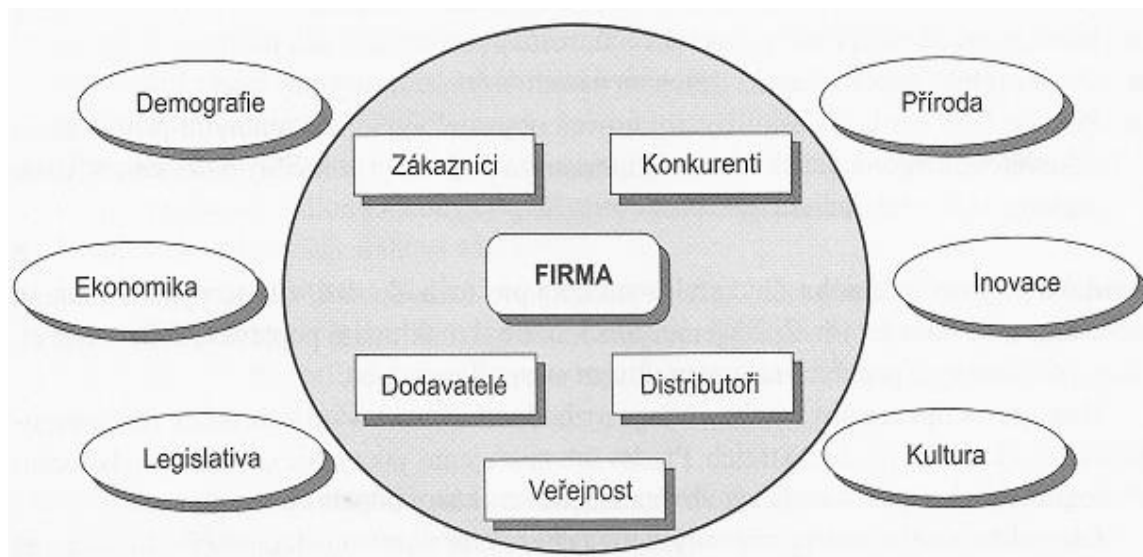 Demografie
Příroda
Zákazníci
Konkurenti
Ekonomika
FIRMA
Inovace
Dodavatelé
Distributoři
Legislativa
Kultura
Veřejnost